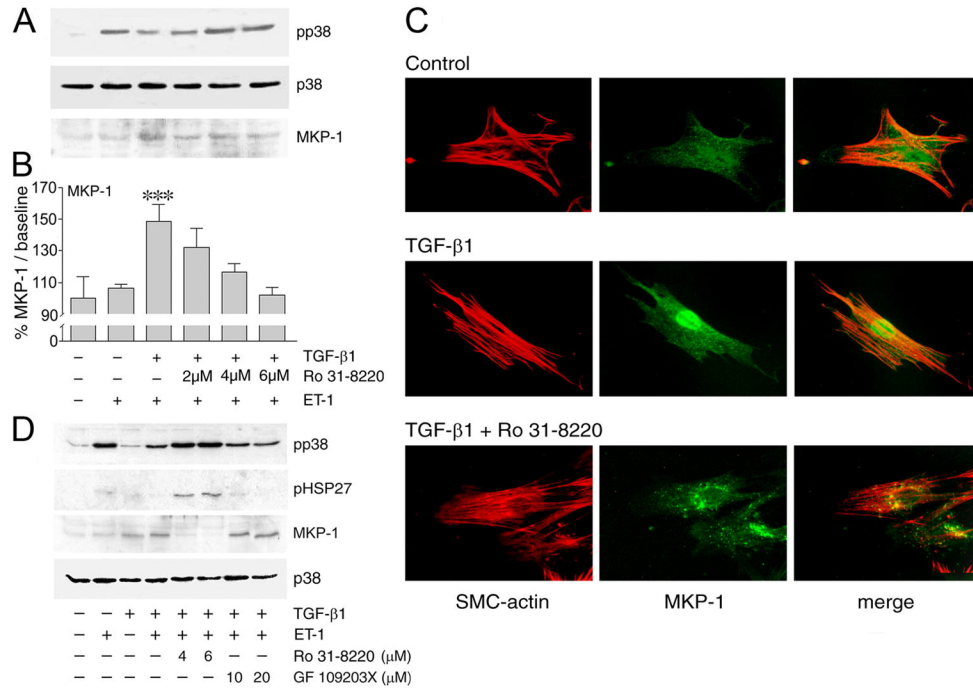 A
pp38
p38
MKP-1
B
MKP-1
% MKP-1 / baseline
170
150
130
110
90
0
***
– – + + + + TGF-β1
2µM 4µM 6µM Ro 31-8220
– + + + + + ET-1
C
Control
TGF-β1
TGF-β1 + Ro 31-8220
SMC-actin MKP-1 merge
D
pp38
pHSP27
MKP-1
p38
– – + + + + + + TGF-β1
– + – + + + + + ET-1
4 6 Ro 31-8220 (µM)
10 20 GF 109203X (µM)